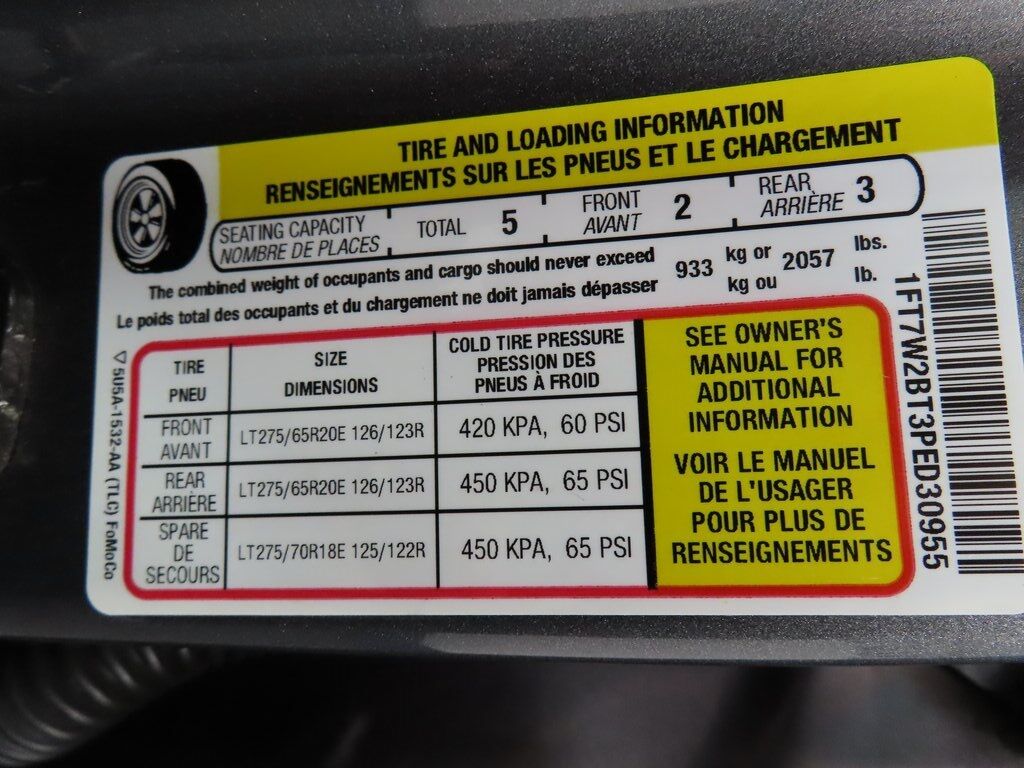 TIRE AND LOADING INFORMATION
RENSEIGNEMENTS SUR LES PNEUS ET LE CHARGEMENT
SEATING CAPACITY TOTAL 5 FRONT 2 REAR 3
NOMBRE DE PLACES AVANT ARRIÈRE
The combined weight of occupants and cargo should never exceed 933 kg or 2057 lbs.
Le poids total des occupants et du chargement ne doit jamais dépasser kg ou lb.
TIRE SIZE COLD TIRE PRESSURE
PNEU DIMENSIONS PRESSION DES
PNEUS À FROID
FRONT LT275/65R20E 126/123R 420 KPA, 60 PSI
AVANT
REAR LT275/65R20E 126/123R 450 KPA, 65 PSI
ARRIÈRE
SPARE LT275/70R18E 125/122R 450 KPA, 65 PSI
DE
SECOURS
SEE OWNER'S
MANUAL FOR
ADDITIONAL
INFORMATION
VOIR LE MANUEL
DE L'USAGER
POUR PLUS DE
RENSEIGNEMENTS
1FT7W2BT3PED30955
5U5A-1532-AA (TLC) FoMoCo